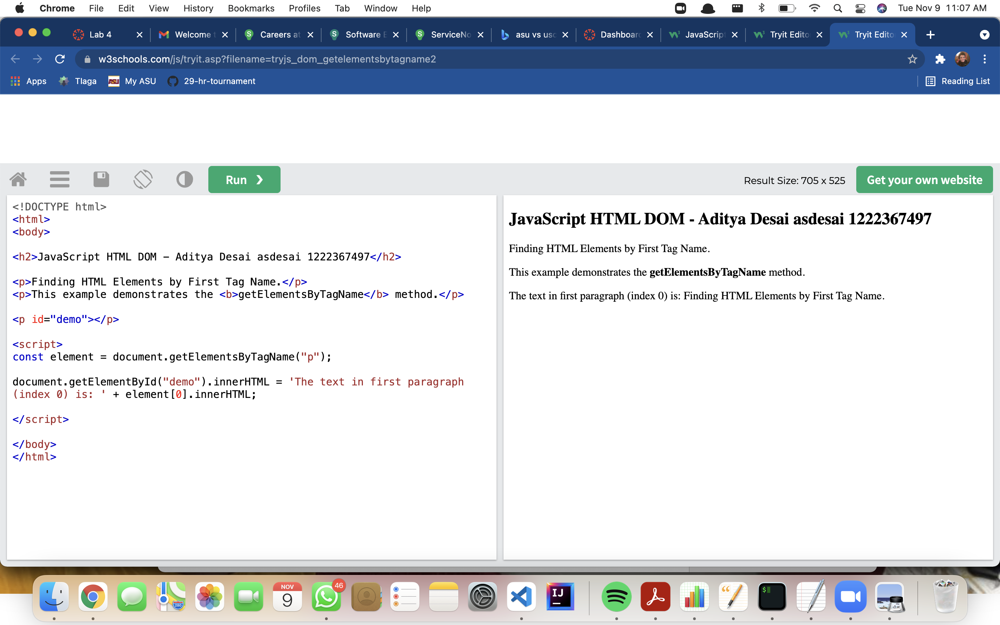 Chrome File Edit View History Bookmarks Profiles Tab Window Help Tue Nov 9 11:07 AM
Lab 4 Welcome t Careers at Software E ServiceNo asu vs usc Dashboard JavaScript Tryit Edito Tryit Edito
w3schools.com/js/tryit.asp?filename=tryjs_dom_getelementsbytagname2
Apps Tlaga My ASU 29-hr-tournament Reading List
Run ❯ Result Size: 705 x 525 Get your own website
<!DOCTYPE html>
<html>
<body>
<h2>JavaScript HTML DOM – Aditya Desai asdesai 1222367497</h2>
<p>Finding HTML Elements by First Tag Name.</p>
<p>This example demonstrates the <b>getElementsByTagName</b> method.</p>
<p id="demo"></p>
<script>
const element = document.getElementsByTagName("p");
document.getElementById("demo").innerHTML = 'The text in first paragraph
(index 0) is: ' + element[0].innerHTML;
</script>
</body>
</html>
JavaScript HTML DOM - Aditya Desai asdesai 1222367497
Finding HTML Elements by First Tag Name.
This example demonstrates the getElementsByTagName method.
The text in first paragraph (index 0) is: Finding HTML Elements by First Tag Name.
280
NOV
9
46
IJ
$